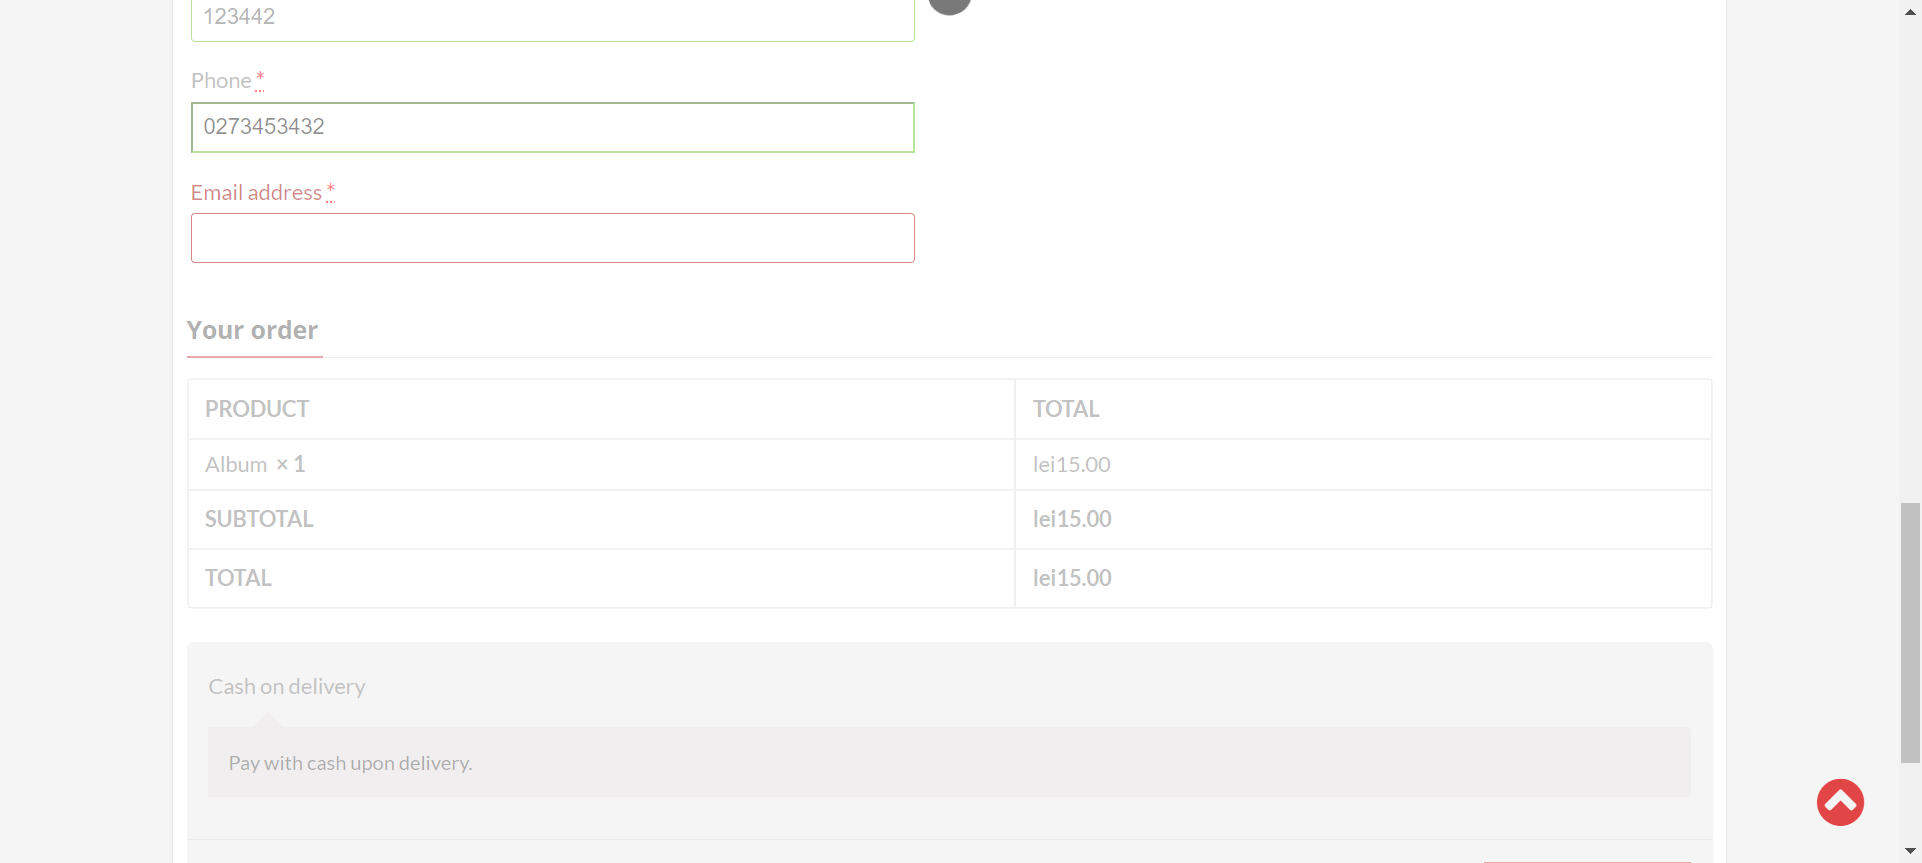 123442
Phone *
0273453432
Email address *
Your order
PRODUCT TOTAL
Album × 1 lei15.00
SUBTOTAL lei15.00
TOTAL lei15.00
Cash on delivery
Pay with cash upon delivery.